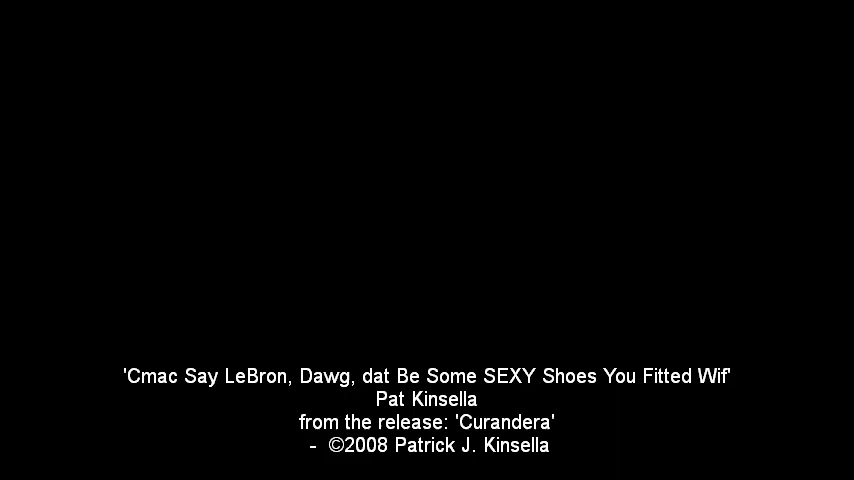 'Cmac Say LeBron, Dawg, dat Be Some SEXY Shoes You Fitted Wif'
Pat Kinsella
from the release: 'Curandera'
- ©2008 Patrick J. Kinsella